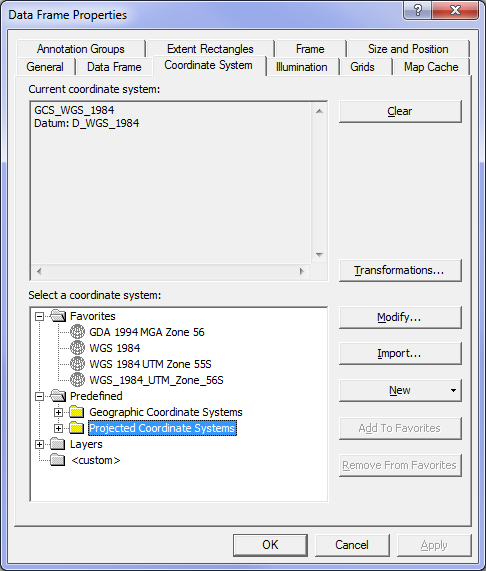 Data Frame Properties
Annotation Groups Extent Rectangles Frame Size and Position
General Data Frame Coordinate System Illumination Grids Map Cache
Current coordinate system:
GCS_WGS_1984
Datum: D_WGS_1984
Clear
Transformations...
Select a coordinate system:
Favorites
GDA 1994 MGA Zone 56
WGS 1984
WGS 1984 UTM Zone 55S
WGS_1984_UTM_Zone_56S
Predefined
Geographic Coordinate Systems
Projected Coordinate Systems
Layers
<custom>
Modify...
Import...
New
Add To Favorites
Remove From Favorites
OK Cancel Apply